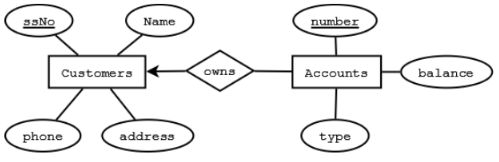 ssNo
Name
number
Customers
owns
Accounts
balance
phone
address
type